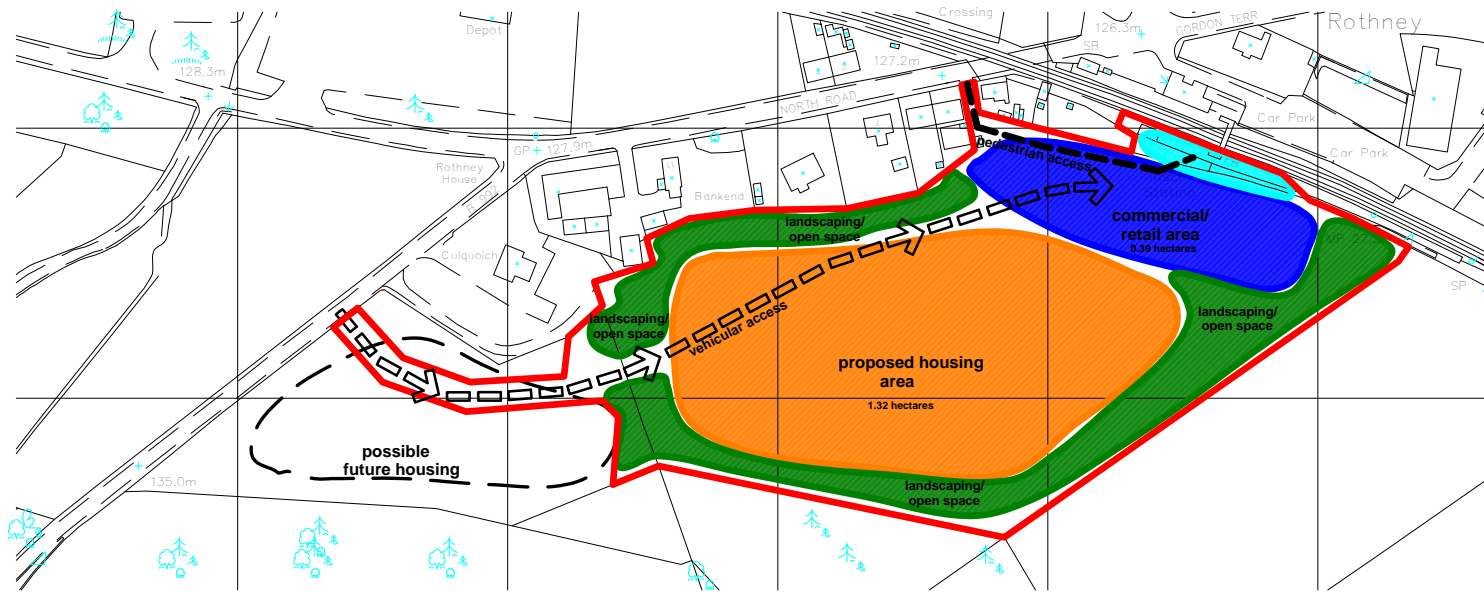 Crossing
Depot
126.3m
GORDON TERR
Rothney
SB
128.3m
127.2m
NORTH ROAD
Car Park
GP
127.9m
Car Park
pedestrian access
Rothney
House
Bankend
Station
commercial/
retail area
0.39 hectares
landscaping/
open space
Culquoich
SP
landscaping/
open space
landscaping/
open space
vehicular access
proposed housing
area
1.32 hectares
possible
future housing
135.0m
landscaping/
open space